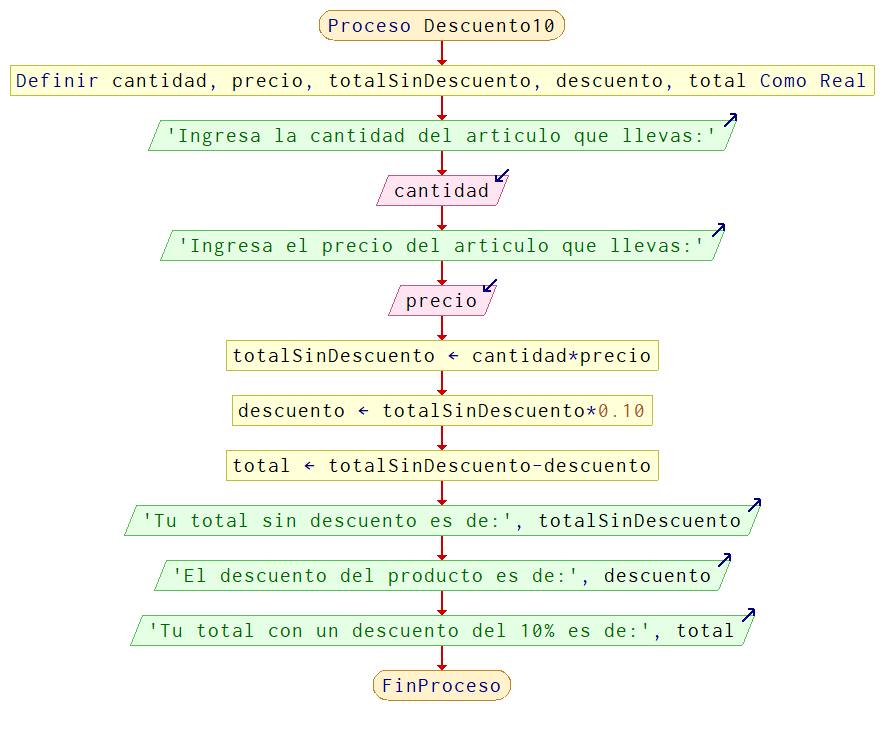 Proceso Descuento10
Definir cantidad, precio, totalSinDescuento, descuento, total Como Real
'Ingresa la cantidad del articulo que llevas:'
cantidad
'Ingresa el precio del articulo que llevas:'
precio
totalSinDescuento ← cantidad*precio
descuento ← totalSinDescuento*0.10
total ← totalSinDescuento-descuento
'Tu total sin descuento es de:', totalSinDescuento
'El descuento del producto es de:', descuento
'Tu total con un descuento del 10% es de:', total
FinProceso